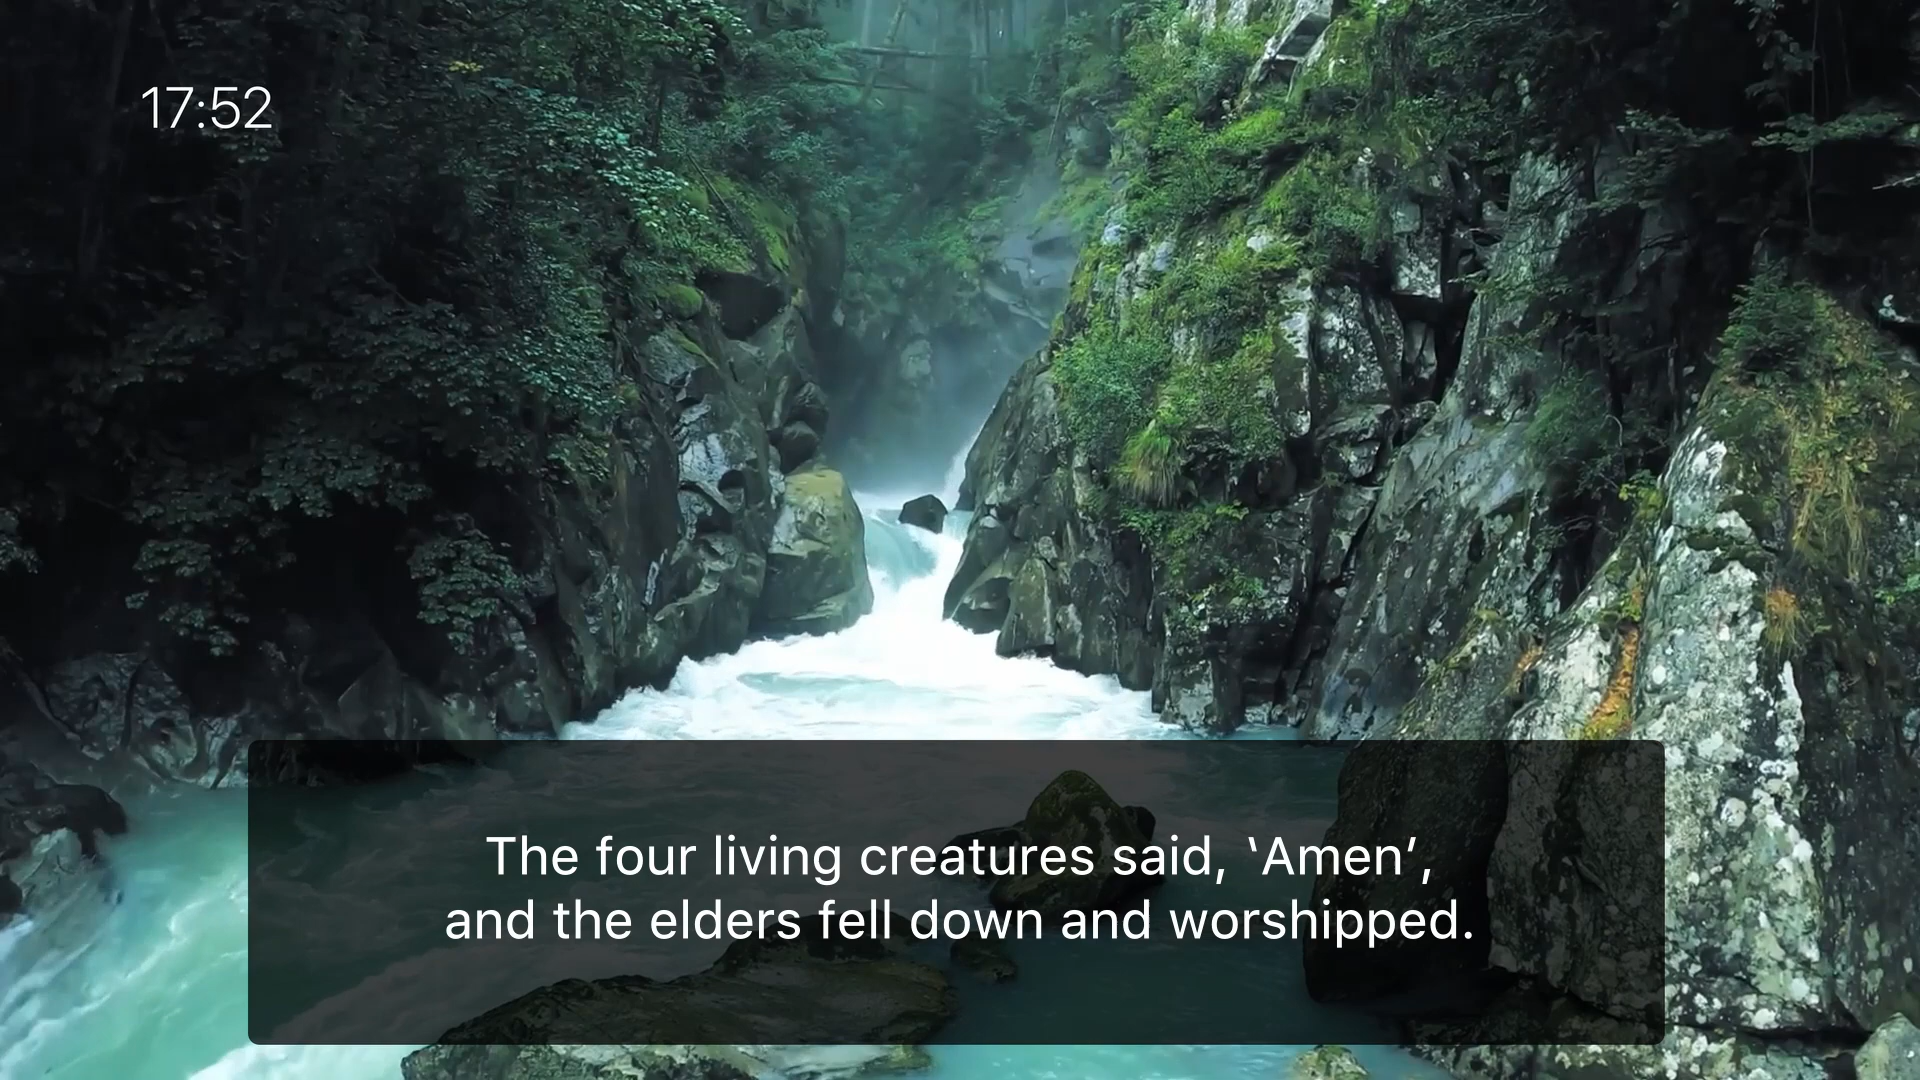 17:52
The four living creatures said, ‘Amen’,
and the elders fell down and worshipped.